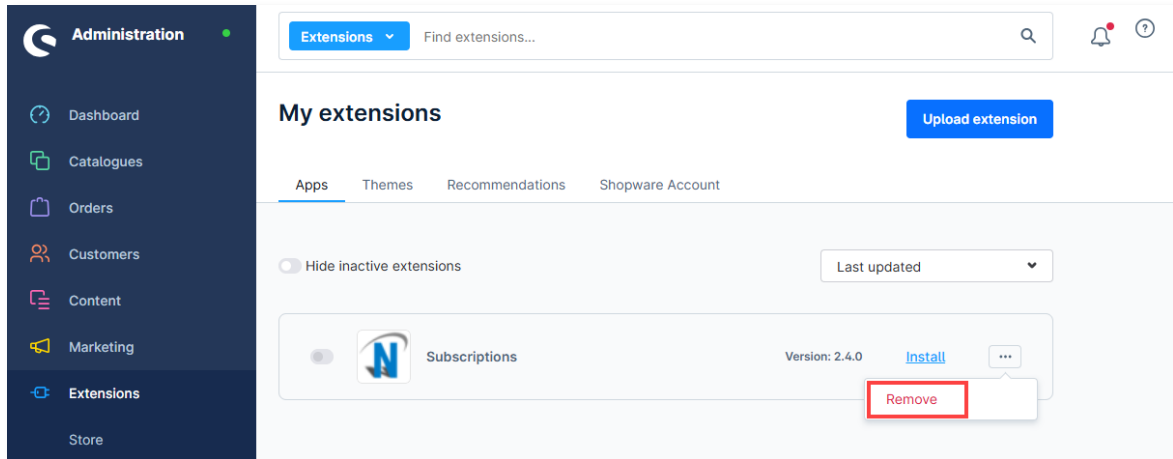 Administration
Extensions
Find extensions...
?
Dashboard
Catalogues
Orders
Customers
Content
Marketing
Extensions
Store
My extensions
Upload extension
Apps Themes Recommendations Shopware Account
Hide inactive extensions
Last updated
N
Subscriptions
Version: 2.4.0
Install
...
Remove